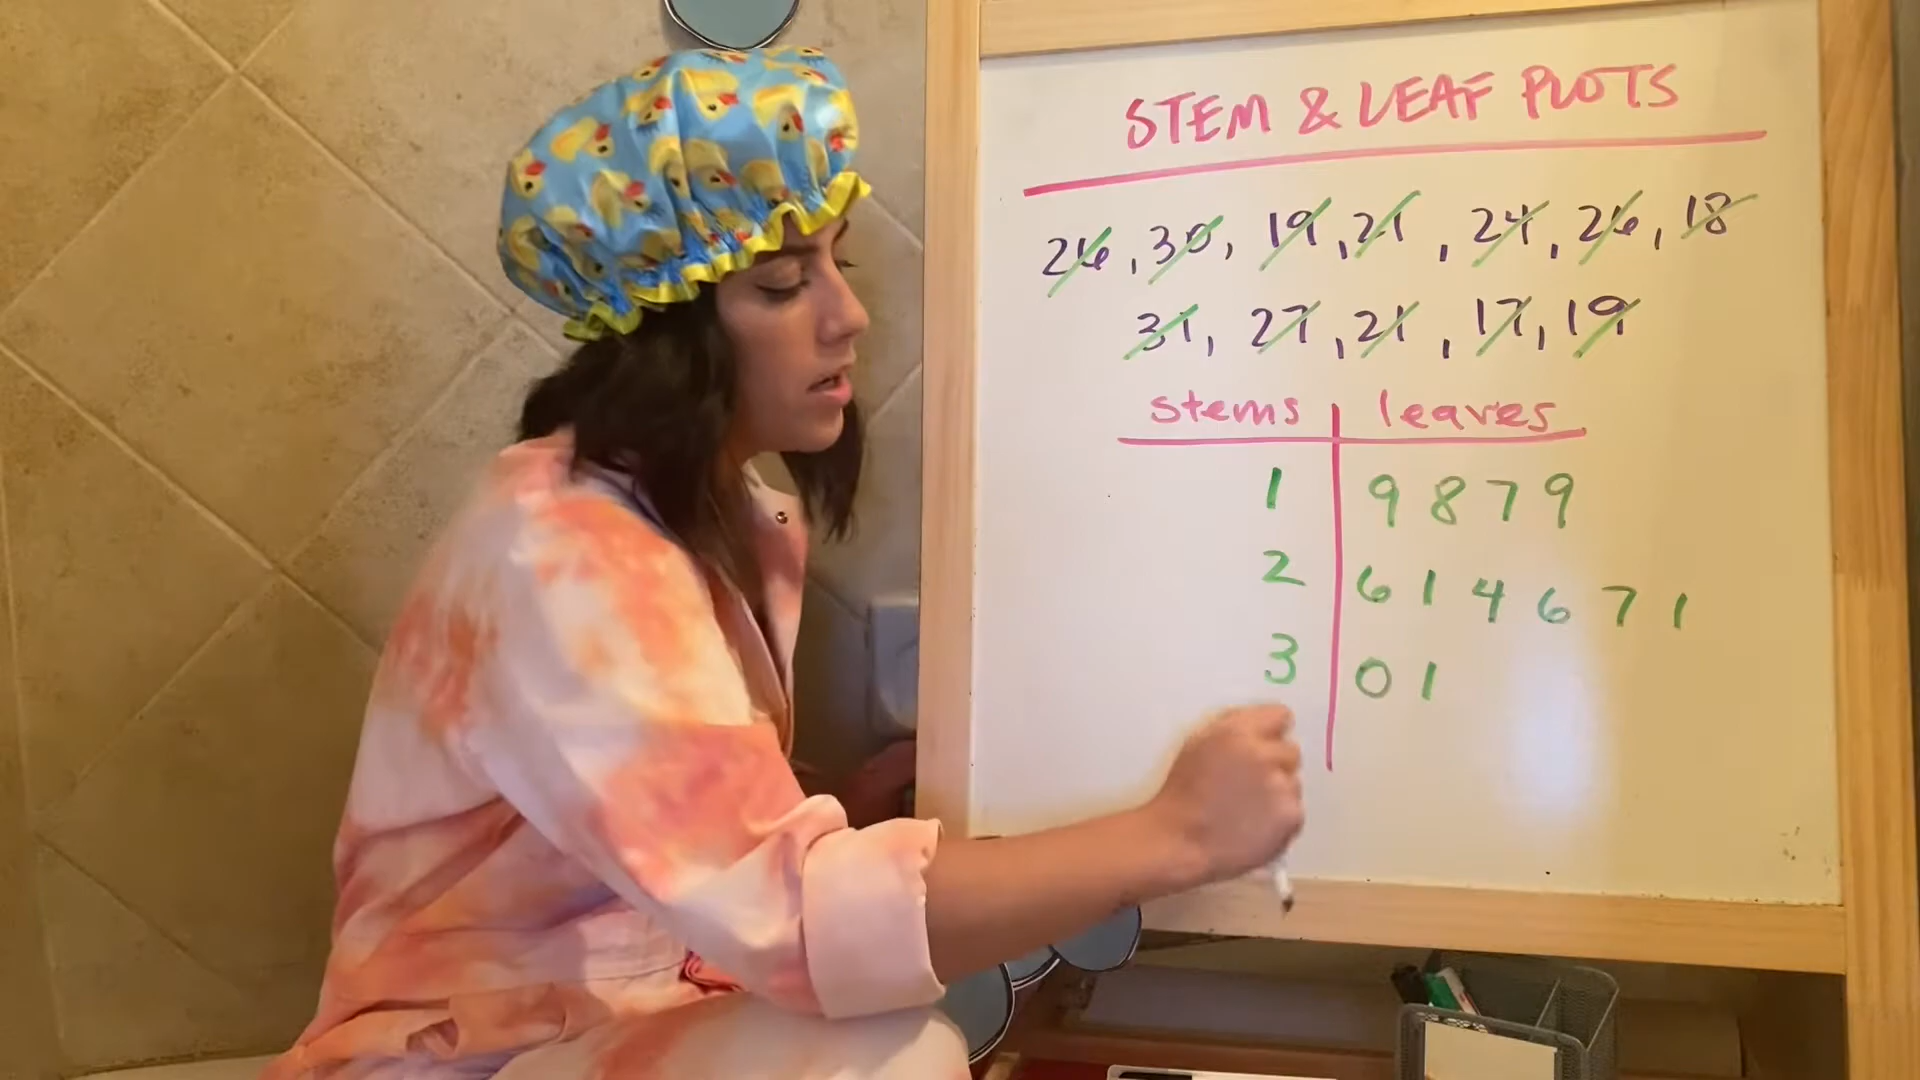 STEM & LEAF PLOTS
26, 30, 19, 21, 24, 26, 18
31, 27, 21, 17, 19
stems leaves
1 9 8 7 9
2 6 1 4 6 7 1
3 0 1